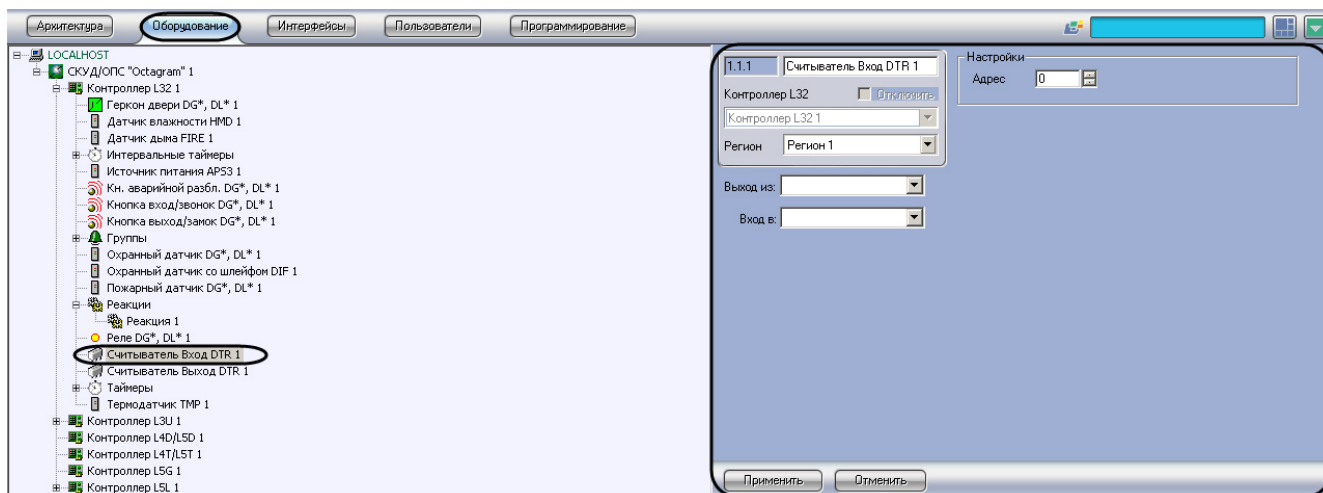 Архитектура Оборудование Интерфейсы Пользователи Программирование
LOCALHOST
СКУД/ОПС "Octagram" 1
Контроллер L32 1
Геркон двери DG*, DL* 1
Датчик влажности HMD 1
Датчик дыма FIRE 1
Интервальные таймеры
Источник питания APS3 1
Кн. аварийной разбл. DG*, DL* 1
Кнопка вход/звонок DG*, DL* 1
Кнопка выход/замок DG*, DL* 1
Группы
Охранный датчик DG*, DL* 1
Охранный датчик со шлейфом DIF 1
Пожарный датчик DG*, DL* 1
Реакции
Реакция 1
Реле DG*, DL* 1
Считыватель Вход DTR 1
Считыватель Выход DTR 1
Таймеры
Термодатчик TMP 1
Контроллер L3U 1
Контроллер L4D/L5D 1
Контроллер L4T/L5T 1
Контроллер L5G 1
Контроллер L5L 1
1.1.1 Считыватель Вход DTR 1
Контроллер L32 Отключить
Контроллер L32 1
Регион Регион 1
Выход из:
Вход в:
Настройки
Адрес 0
Применить Отменить